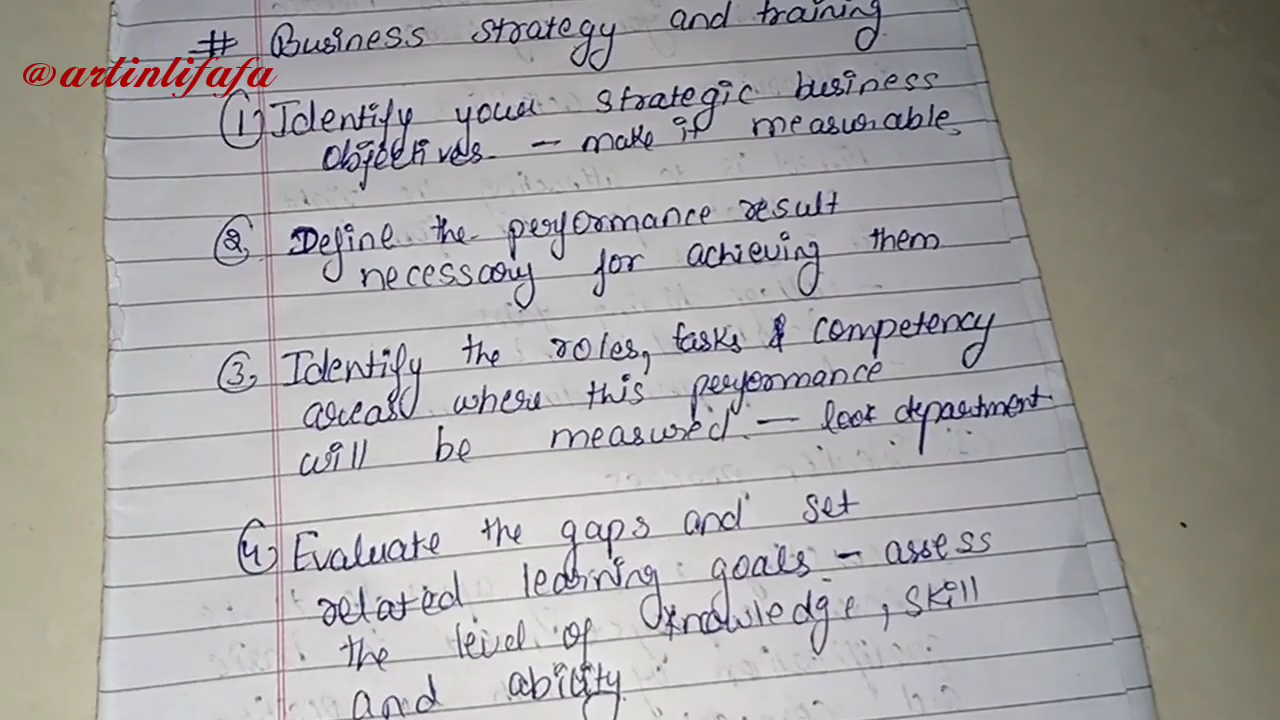 # Business strategy and training
@artinlifafa
① Identify your strategic business
objectives - make it measurable.
② Define the performance result
necessary for achieving them
③ Identify the roles, tasks & competency
areas where this performance
will be measured - look department
④ Evaluate the gaps and set
related learning goals - assess
the level of knowledge, skill
and ability.